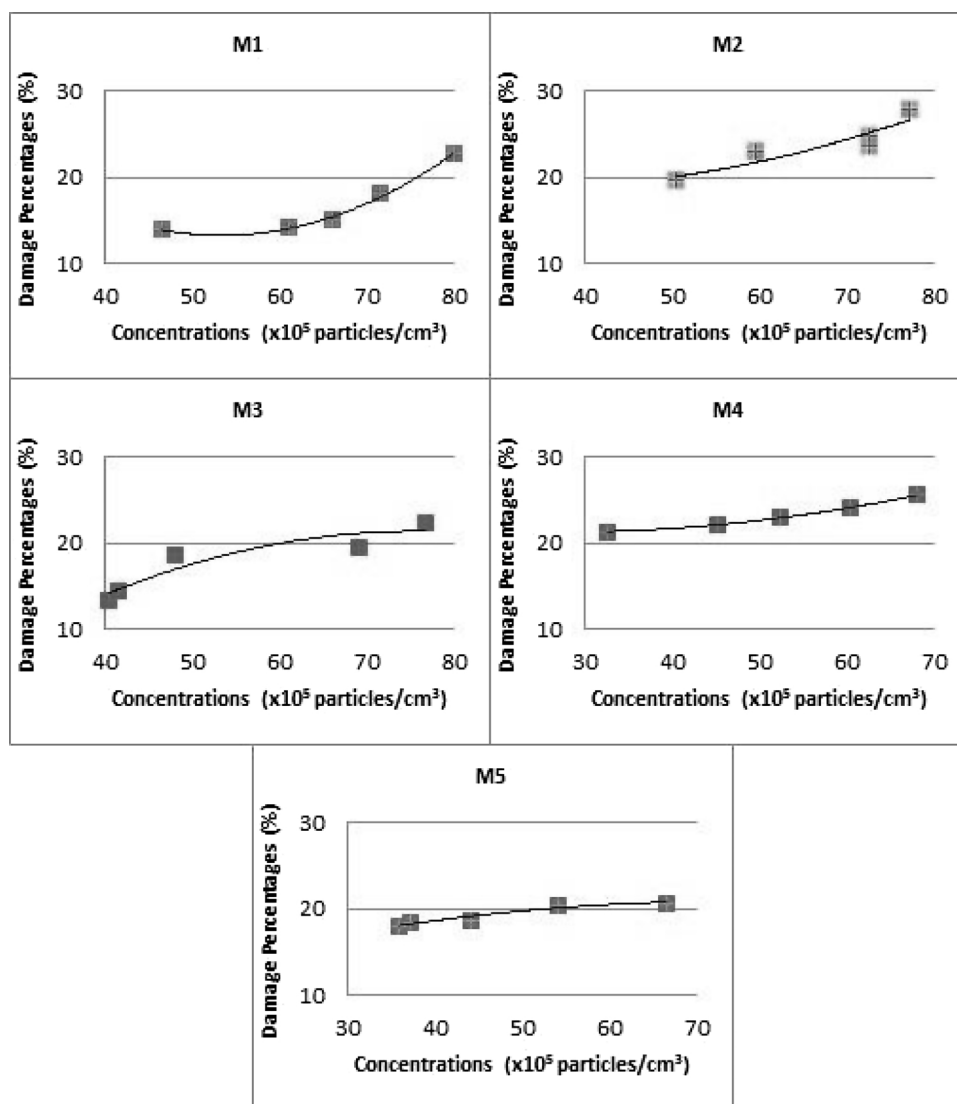 M1
Damage Percentages (%)
30
20
10
40 50 60 70 80
Concentrations (x10⁵ particles/cm³)
M2
Damage Percentages (%)
30
20
10
40 50 60 70 80
Concentrations (x10⁵ particles/cm³)
M3
Damage Percentages (%)
30
20
10
40 50 60 70 80
Concentrations (x10⁵ particles/cm³)
M4
Damage Percentages (%)
30
20
10
30 40 50 60 70
Concentrations (x10⁵ particles/cm³)
M5
Damage Percentages (%)
30
20
10
30 40 50 60 70
Concentrations (x10⁵ particles/cm³)